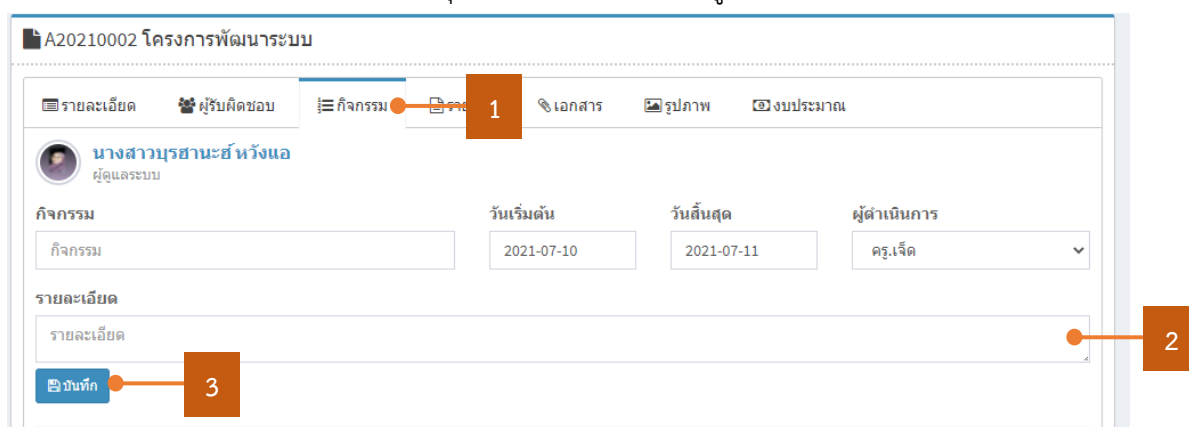 A20210002 โครงการพัฒนาระบบ
รายละเอียด ผู้รับผิดชอบ กิจกรรม 1 เอกสาร รูปภาพ งบประมาณ
นางสาวบุรฮานะฮ์ หวังแอ
ผู้ดูแลระบบ
กิจกรรม วันเริ่มต้น วันสิ้นสุด ผู้ดำเนินการ
กิจกรรม 2021-07-10 2021-07-11 ครู.เจ็ด
รายละเอียด
รายละเอียด 2
บันทึก 3